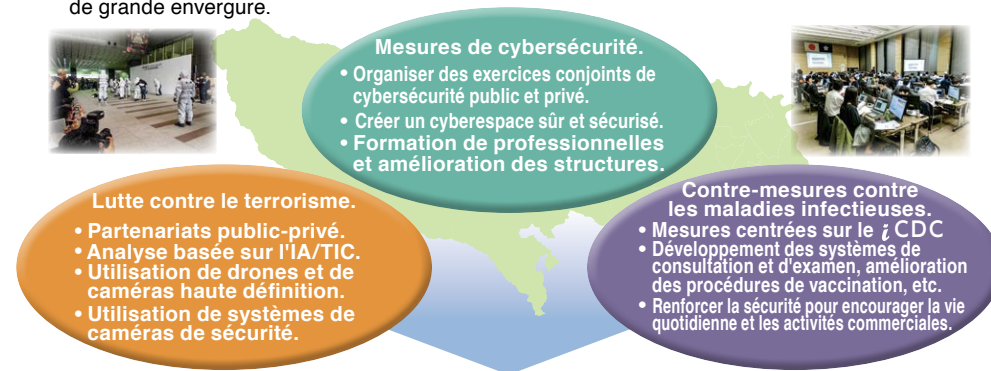 de grande envergure.
Mesures de cybersécurité.
• Organiser des exercices conjoints de
cybersécurité public et privé.
• Créer un cyberespace sûr et sécurisé.
• Formation de professionnelles
et amélioration des structures.
Lutte contre le terrorisme.
• Partenariats public-privé.
• Analyse basée sur l'IA/TIC.
• Utilisation de drones et de
caméras haute définition.
• Utilisation de systèmes de
caméras de sécurité.
Contre-mesures contre
les maladies infectieuses.
• Mesures centrées sur le iCDC
• Développement des systèmes de
consultation et d'examen, amélioration
des procédures de vaccination, etc.
• Renforcer la sécurité pour encourager la vie
quotidienne et les activités commerciales.